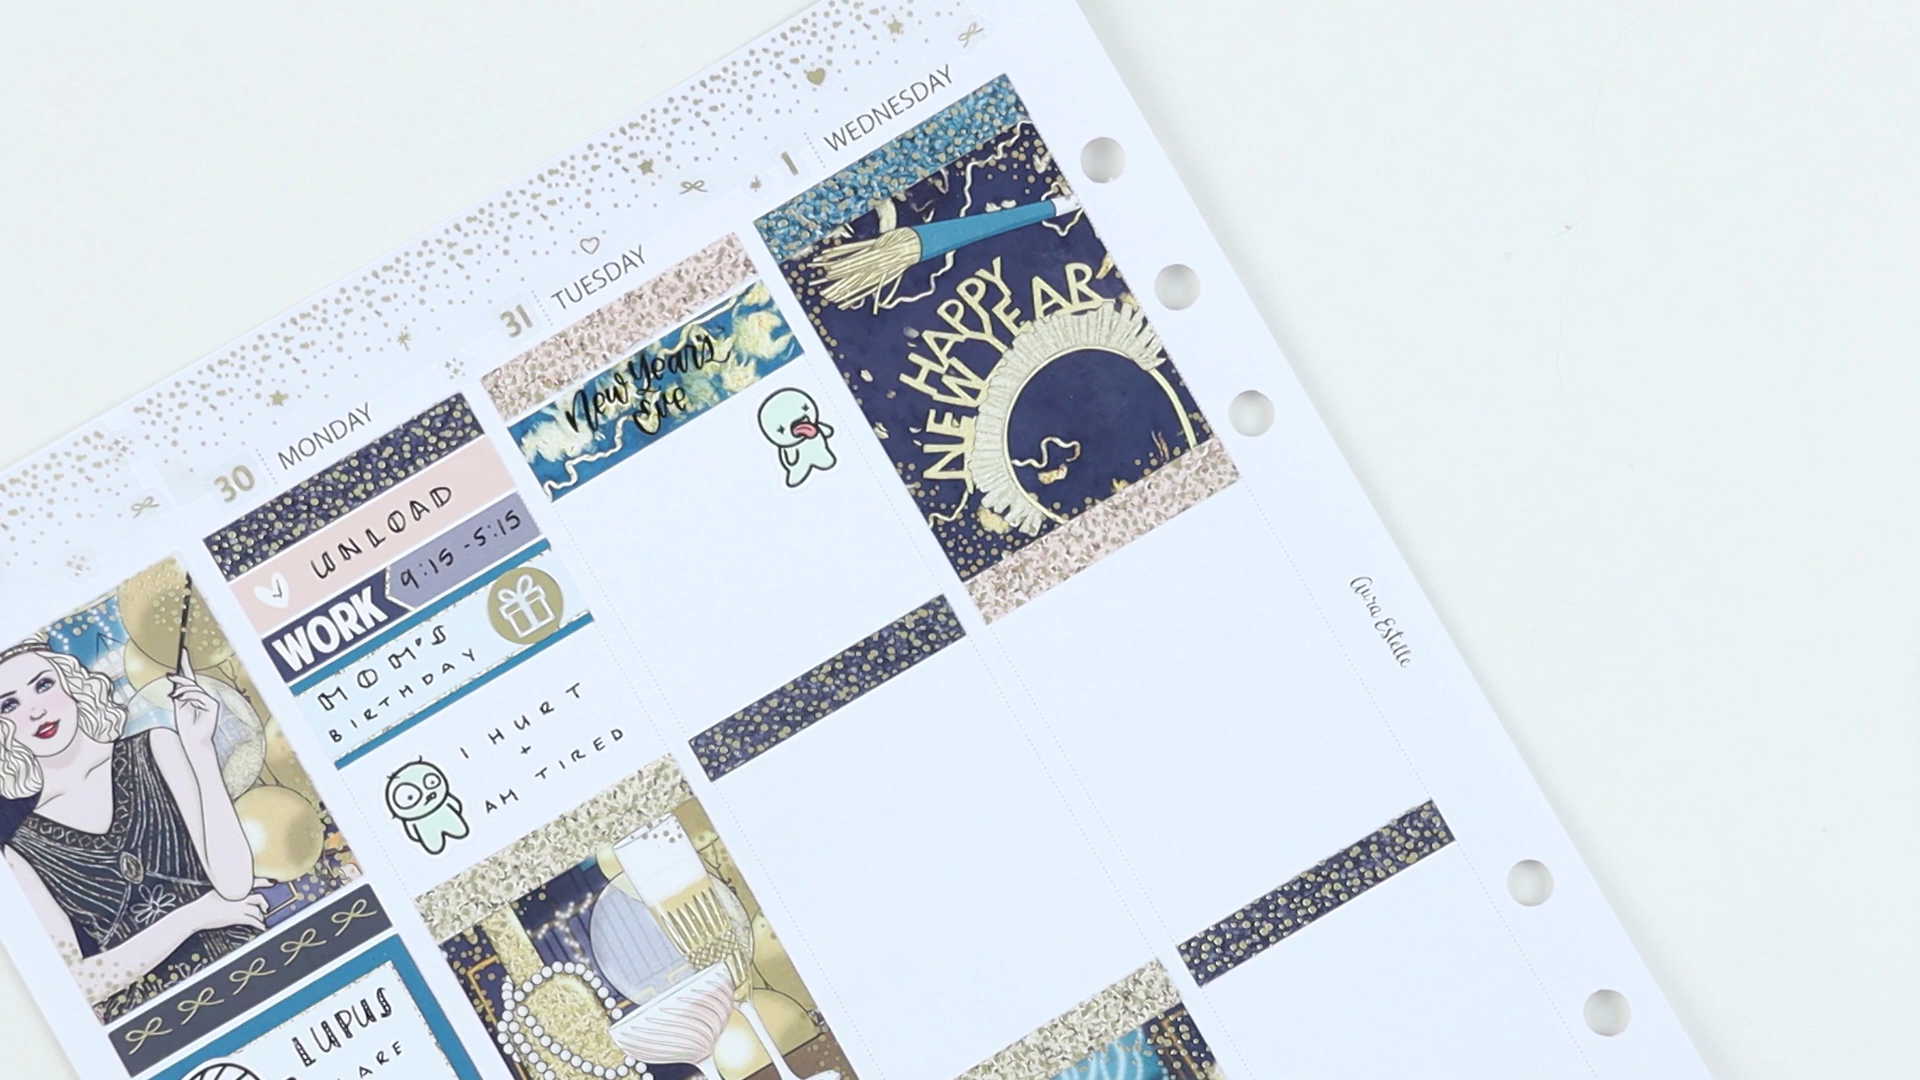 30
MONDAY
UNLOAD
WORK
9:15-5:15
MOM'S
BIRTHDAY
I HURT
+
AM TIRED
LUPUS
31
TUESDAY
New Years
Eve
1
WEDNESDAY
HAPPY
NEW YEAR
Aura Estelle